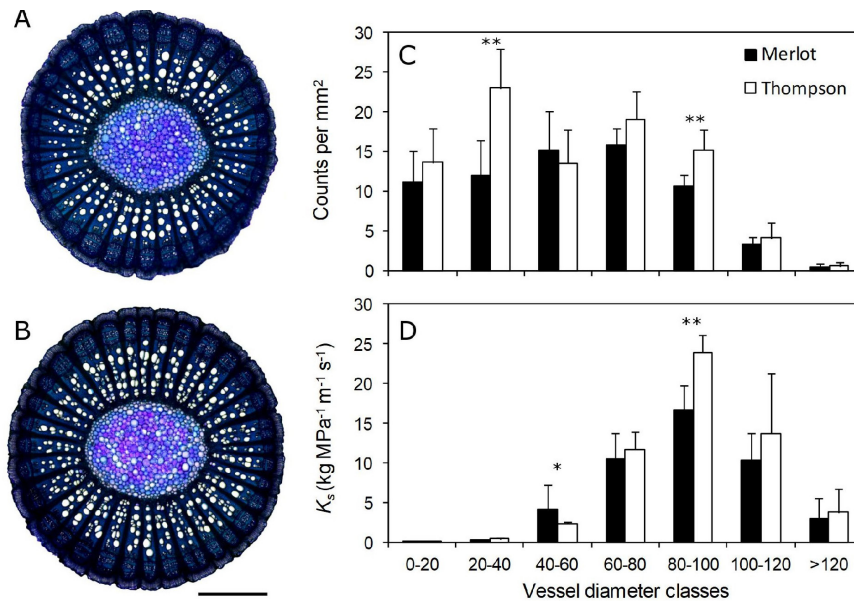 A
B
C
Merlot
Thompson
**
**
Counts per mm²
30
25
20
15
10
5
0
D
**
*
Kₛ (kg MPa⁻¹ m⁻¹ s⁻¹)
30
25
20
15
10
5
0
0-20 20-40 40-60 60-80 80-100 100-120 >120
Vessel diameter classes